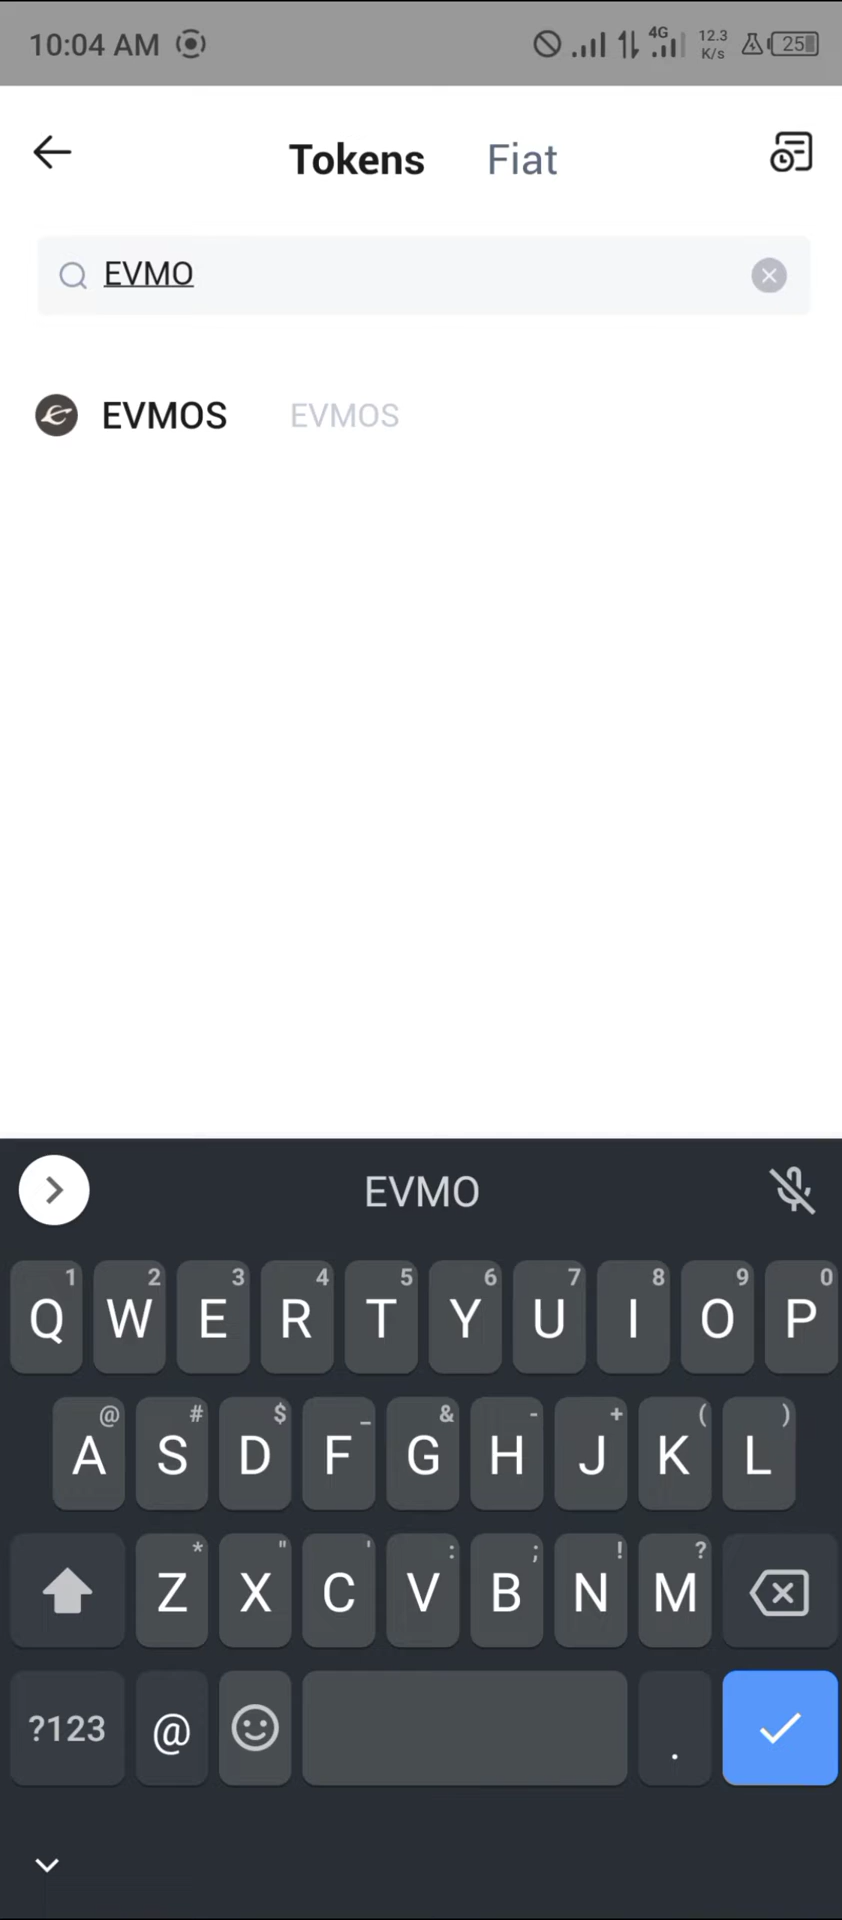 10:04 AM 4G 12.3 K/s 25
Tokens Fiat
EVMO
EVMOS EVMOS
EVMO
1 2 3 4 5 6 7 8 9 0
Q W E R T Y U I O P
@ # $ _ & - + ( )
A S D F G H J K L
* " ' : ; ! ?
Z X C V B N M
?123 @ .